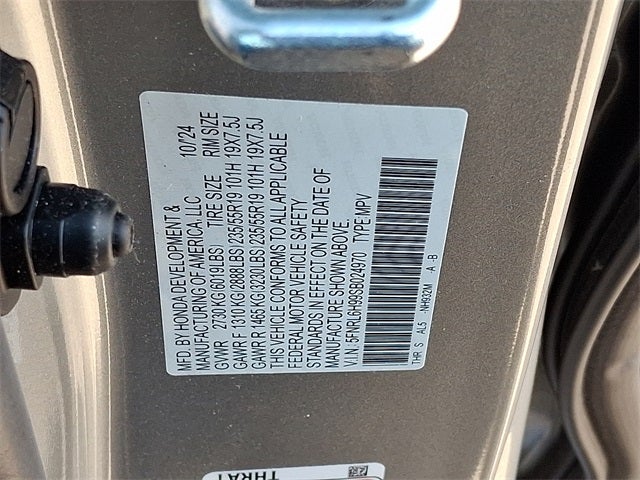 MFD. BY HONDA DEVELOPMENT &
MANUFACTURING OF AMERICA, LLC 10/24
GVWR 2730KG(6019LBS) TIRE SIZE RIM SIZE
GAWR F 1310KG(2888LBS) 235/55R19 101H 19X7.5J
GAWR R 1465KG(3230LBS) 235/55R19 101H 19X7.5J
THIS VEHICLE CONFORMS TO ALL APPLICABLE
FEDERAL MOTOR VEHICLE SAFETY
STANDARDS IN EFFECT ON THE DATE OF
MANUFACTURE SHOWN ABOVE.
V.I.N: 5FNRL6H99SB024970 TYPE:MPV
THR S AL5 -NH932M A -B
THRA1